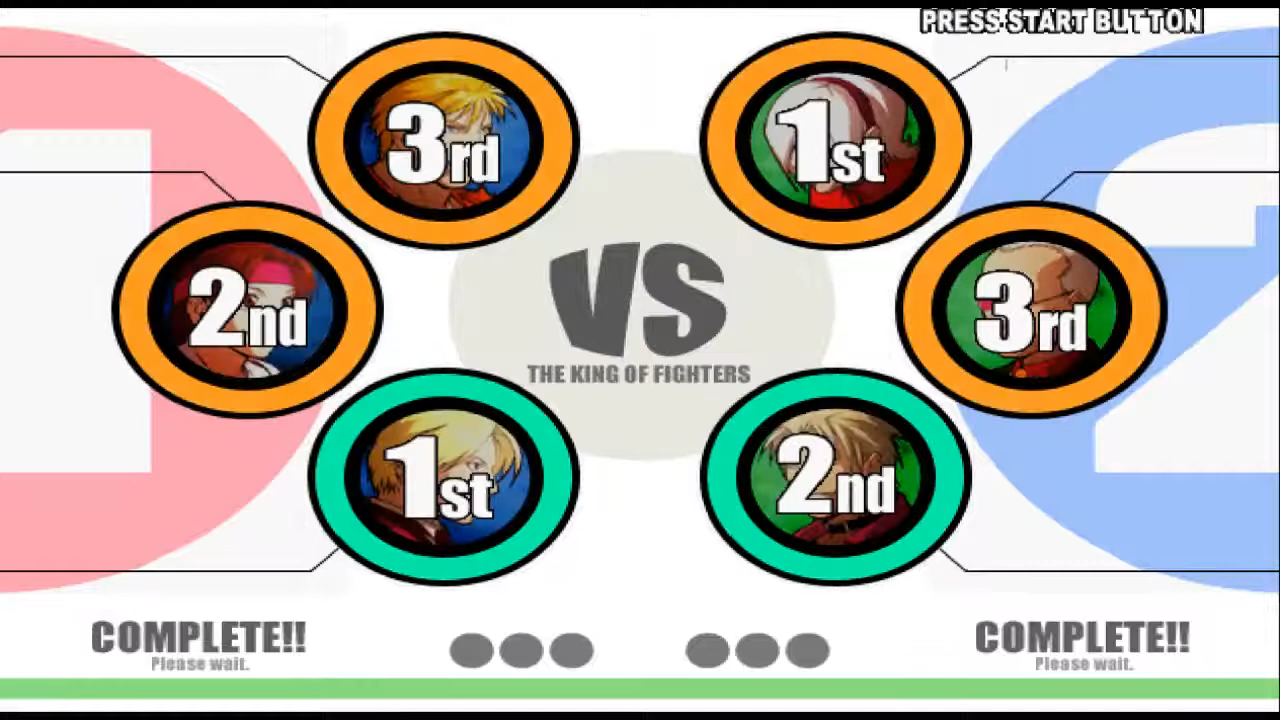 PRESS START BUTTON
3rd
1st
2nd
3rd
VS
THE KING OF FIGHTERS
1st
2nd
COMPLETE!!
Please wait.
COMPLETE!!
Please wait.